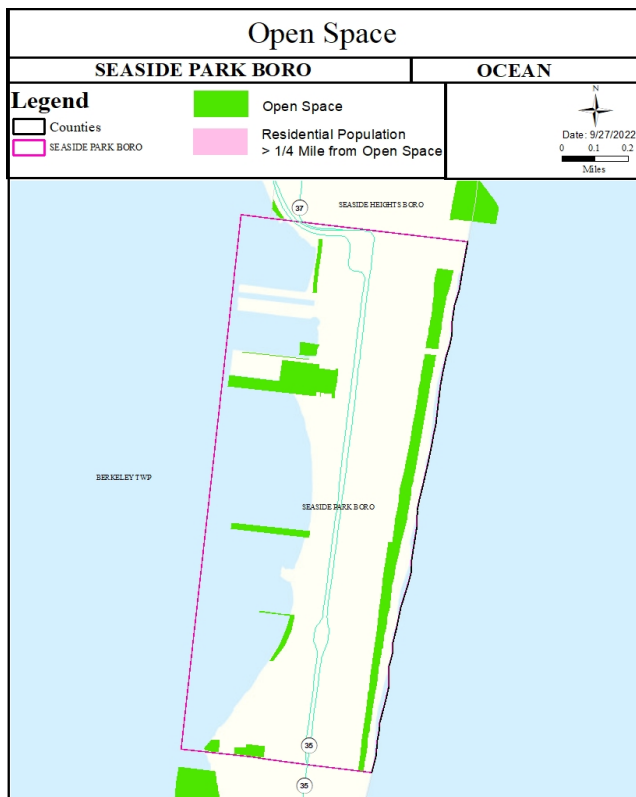 Open Space
SEASIDE PARK BORO
OCEAN
Legend
Counties
SEASIDE PARK BORO
Open Space
Residential Population
> 1/4 Mile from Open Space
N
Date: 9/27/2022
0 0.1 0.2
Miles
37
SEASIDE HEIGHTS BORO
BERKELEY TWP
SEASIDE PARK BORO
35
35